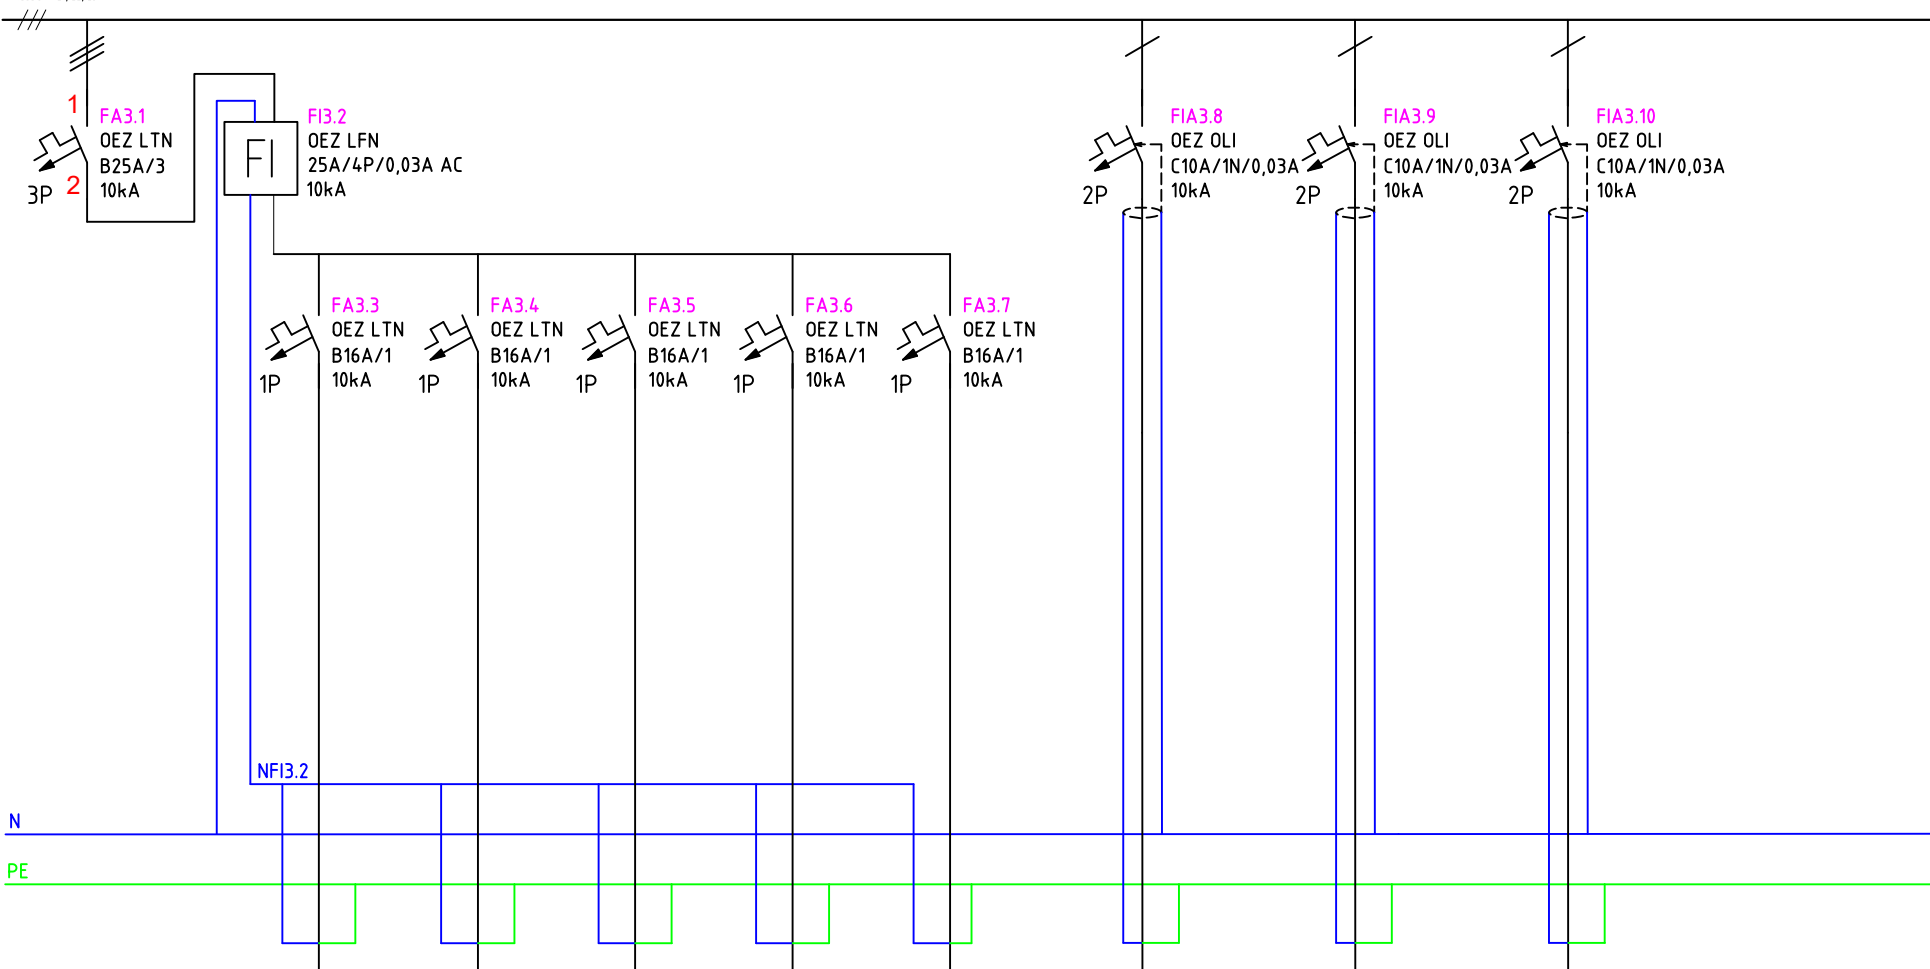 1
FA3.1
OEZ LTN
B25A/3
10kA
2
3P
FI
FI3.2
OEZ LFN
25A/4P/0,03A AC
10kA
FIA3.8
OEZ OLI
C10A/1N/0,03A
10kA
2P
FIA3.9
OEZ OLI
C10A/1N/0,03A
10kA
2P
FIA3.10
OEZ OLI
C10A/1N/0,03A
10kA
2P
FA3.3
OEZ LTN
B16A/1
10kA
1P
FA3.4
OEZ LTN
B16A/1
10kA
1P
FA3.5
OEZ LTN
B16A/1
10kA
1P
FA3.6
OEZ LTN
B16A/1
10kA
1P
FA3.7
OEZ LTN
B16A/1
10kA
1P
NFI3.2
N
PE